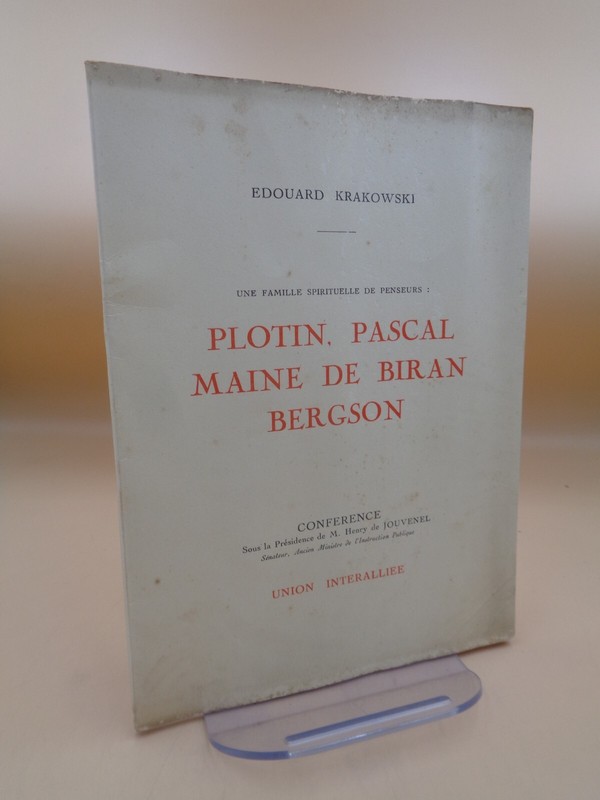 EDOUARD KRAKOWSKI
UNE FAMILLE SPIRITUELLE DE PENSEURS :
PLOTIN, PASCAL
MAINE DE BIRAN
BERGSON
CONFERENCE
Sous la Présidence de M. Henry de JOUVENEL
Sénateur, Ancien Ministre de l'Instruction Publique
UNION INTERALLIEE